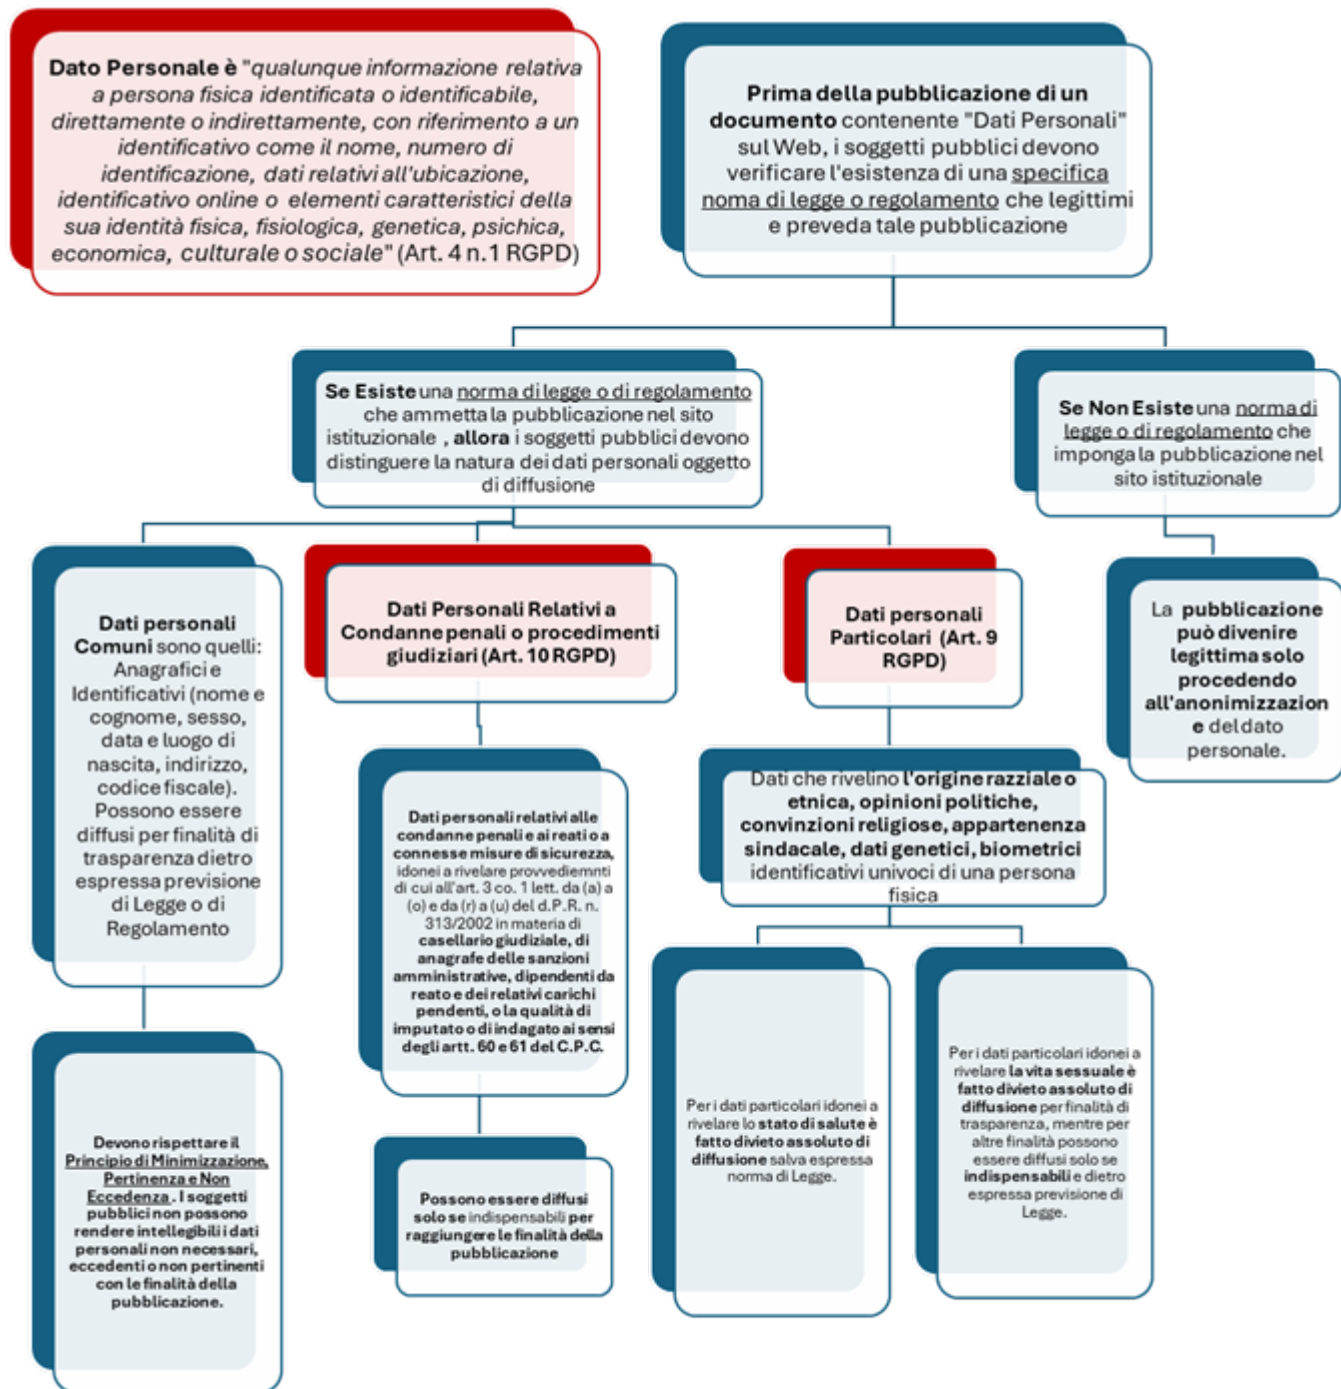 Dato Personale è "qualunque informazione relativa
a persona fisica identificata o identificabile,
direttamente o indirettamente, con riferimento a un
identificativo come il nome, numero di
identificazione, dati relativi all'ubicazione,
identificativo online o elementi caratteristici della
sua identità fisica, fisiologica, genetica, psichica,
economica, culturale o sociale" (Art. 4 n.1 RGPD)
Prima della pubblicazione di un
documento contenente "Dati Personali"
sul Web, i soggetti pubblici devono
verificare l'esistenza di una specifica
noma di legge o regolamento che legittimi
e preveda tale pubblicazione
Se Esiste una norma di legge o di regolamento
che ammetta la pubblicazione nel sito
istituzionale , allora i soggetti pubblici devono
distinguere la natura dei dati personali oggetto
di diffusione
Se Non Esiste una norma di
legge o di regolamento che
imponga la pubblicazione nel
sito istituzionale
Dati personali
Comuni sono quelli:
Anagrafici e
Identificativi (nome e
cognome, sesso,
data e luogo di
nascita, indirizzo,
codice fiscale).
Possono essere
diffusi per finalità di
trasparenza dietro
espressa previsione
di Legge o di
Regolamento
Dati Personali Relativi a
Condanne penali o procedimenti
giudiziari (Art. 10 RGPD)
Dati personali
Particolari (Art. 9
RGPD)
La pubblicazione
può divenire
legittima solo
procedendo
all'anonimizzazion
e del dato
personale.
Dati personali relativi alle
condanne penali e ai reati o a
connesse misure di sicurezza,
idonei a rivelare provvediemnti
di cui all'art. 3 co. 1 lett. da (a) a
(o) e da (r) a (u) del d.P.R. n.
313/2002 in materia di
casellario giudiziale, di
anagrafe delle sanzioni
amministrative, dipendenti da
reato e dei relativi carichi
pendenti, o la qualità di
imputato o di indagato ai sensi
degli artt. 60 e 61 del C.P.C.
Dati che rivelino l'origine razziale o
etnica, opinioni politiche,
convinzioni religiose, appartenenza
sindacale, dati genetici, biometrici
identificativi univoci di una persona
fisica
Devono rispettare il
Principio di Minimizzazione,
Pertinenza e Non
Eccedenza . I soggetti
pubblici non possono
rendere intellegibili i dati
personali non necessari,
eccedenti o non pertinenti
con le finalità della
pubblicazione.
Possono essere diffusi
solo se indispensabili per
raggiungere le finalità della
pubblicazione
Per i dati particolari idonei a
rivelare lo stato di salute è
fatto divieto assoluto di
diffusione salva espressa
norma di Legge.
Per i dati particolari idonei a
rivelare la vita sessuale è
fatto divieto assoluto di
diffusione per finalità di
trasparenza, mentre per
altre finalità possono
essere diffusi solo se
indispensabili e dietro
espressa previsione di
Legge.